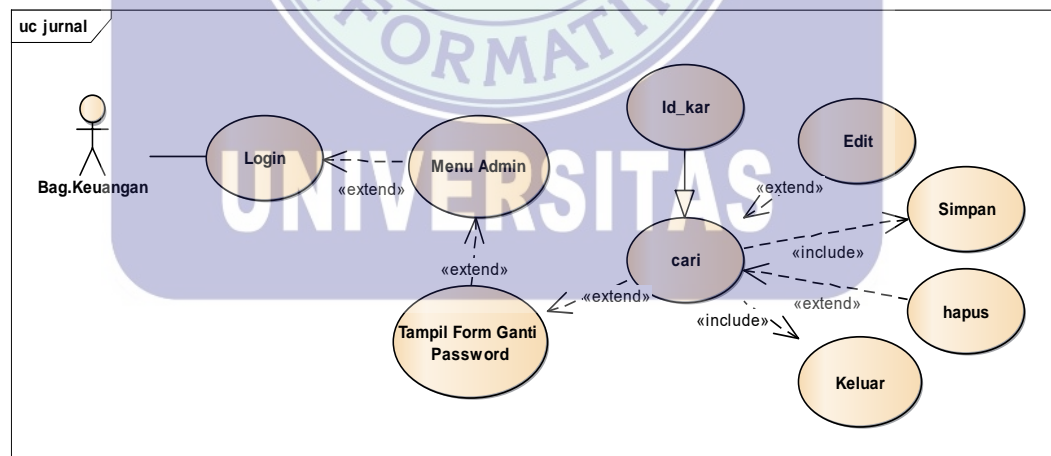 uc jurnal
FORMATI
Id_kar
Edit
Login
Menu Admin
«extend»
Bag.Keuangan
UNIVERSITAS
«extend»
Simpan
cari
«include»
«extend»
«extend»
«extend»
hapus
Tampil Form Ganti
Password
«include»
Keluar